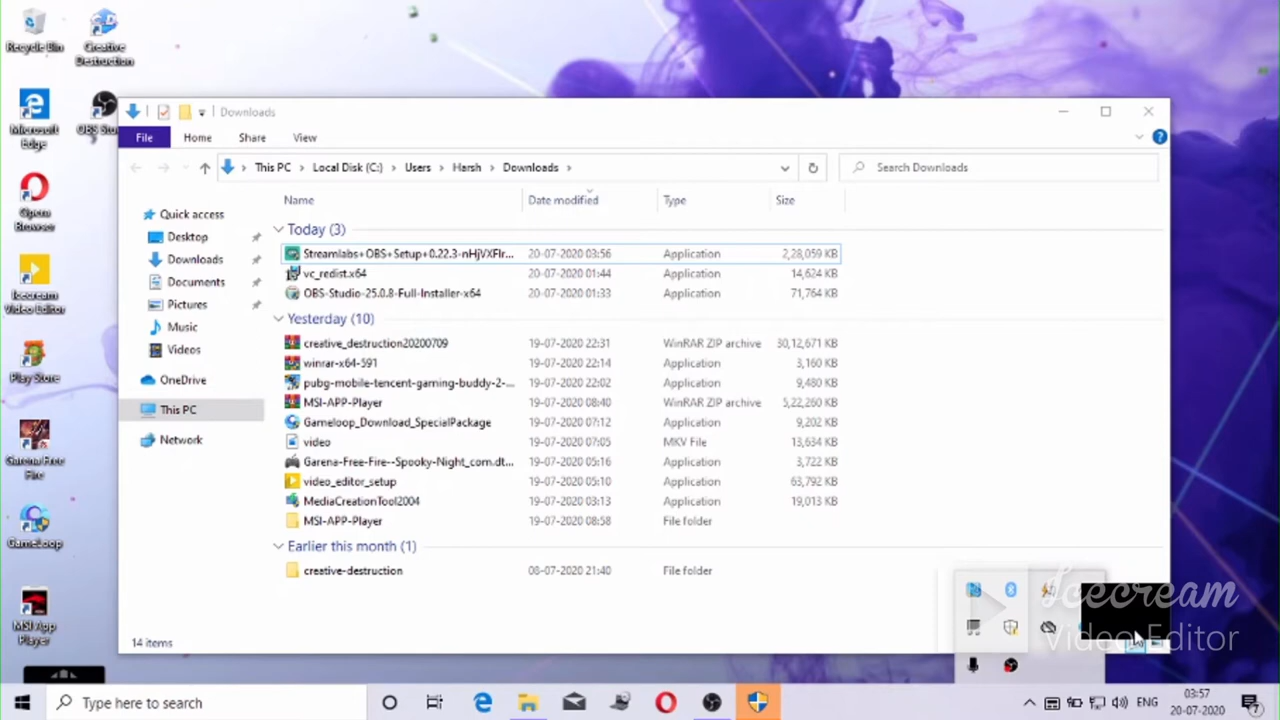 Recycle Bin
Creative Destruction
Microsoft Edge
OBS Stu
Opera Browser
Icecream Video Editor
Play Store
Garena Free Fire
GameLoop
MSI App Player
Downloads
File Home Share View
This PC > Local Disk (C:) > Users > Harsh > Downloads >
Search Downloads
Name Date modified Type Size
Quick access
Desktop
Downloads
Documents
Pictures
Music
Videos
OneDrive
This PC
Network
Today (3)
Streamlabs+OBS+Setup+0.22.3-nHjVXFIr... 20-07-2020 03:56 Application 2,28,059 KB
vc_redist.x64 20-07-2020 01:44 Application 14,624 KB
OBS-Studio-25.0.8-Full-Installer-x64 20-07-2020 01:33 Application 71,764 KB
Yesterday (10)
creative_destruction20200709 19-07-2020 22:31 WinRAR ZIP archive 30,12,671 KB
winrar-x64-591 19-07-2020 22:14 Application 3,160 KB
pubg-mobile-tencent-gaming-buddy-2-... 19-07-2020 22:02 Application 9,480 KB
MSI-APP-Player 19-07-2020 08:40 WinRAR ZIP archive 5,22,260 KB
Gameloop_Download_SpecialPackage 19-07-2020 07:12 Application 9,202 KB
video 19-07-2020 07:05 MKV File 13,634 KB
Garena-Free-Fire--Spooky-Night_com.dt... 19-07-2020 05:16 Application 3,722 KB
video_editor_setup 19-07-2020 05:10 Application 63,792 KB
MediaCreationTool2004 19-07-2020 03:13 Application 19,013 KB
MSI-APP-Player 19-07-2020 08:58 File folder
Earlier this month (1)
creative-destruction 08-07-2020 21:40 File folder
14 items
Icecream
Video Editor
Type here to search
ENG
03:57
20-07-2020
7